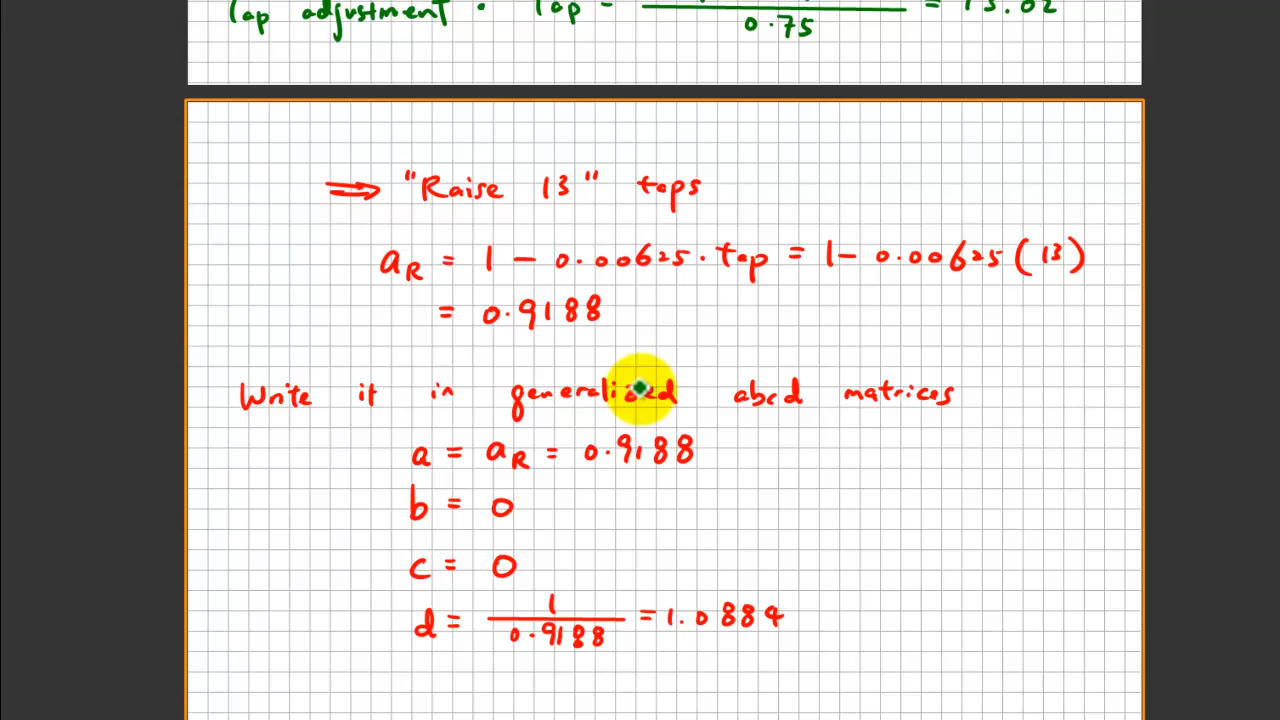 Tap adjustment : Tap = = 13.02
0.75
⇒ "Raise 13" taps
a_R = 1 - 0.00625 . tap = 1 - 0.00625 (13)
= 0.9188
Write it in generalized abcd matrices
a = a_R = 0.9188
b = 0
c = 0
d = 1/0.9188 = 1.0884